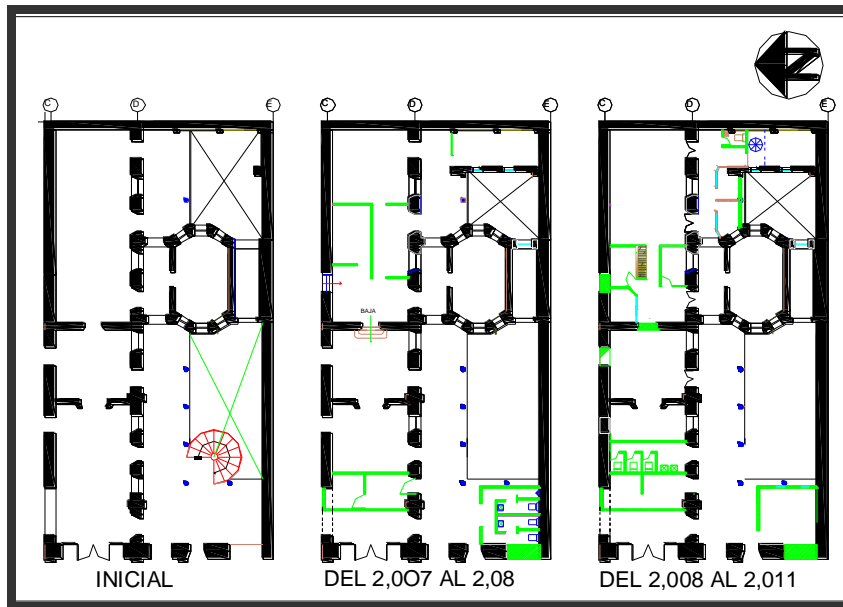 N
C D E
C D E
C D E
BAJA
INICIAL
DEL 2,0O7 AL 2,08
DEL 2,008 AL 2,011